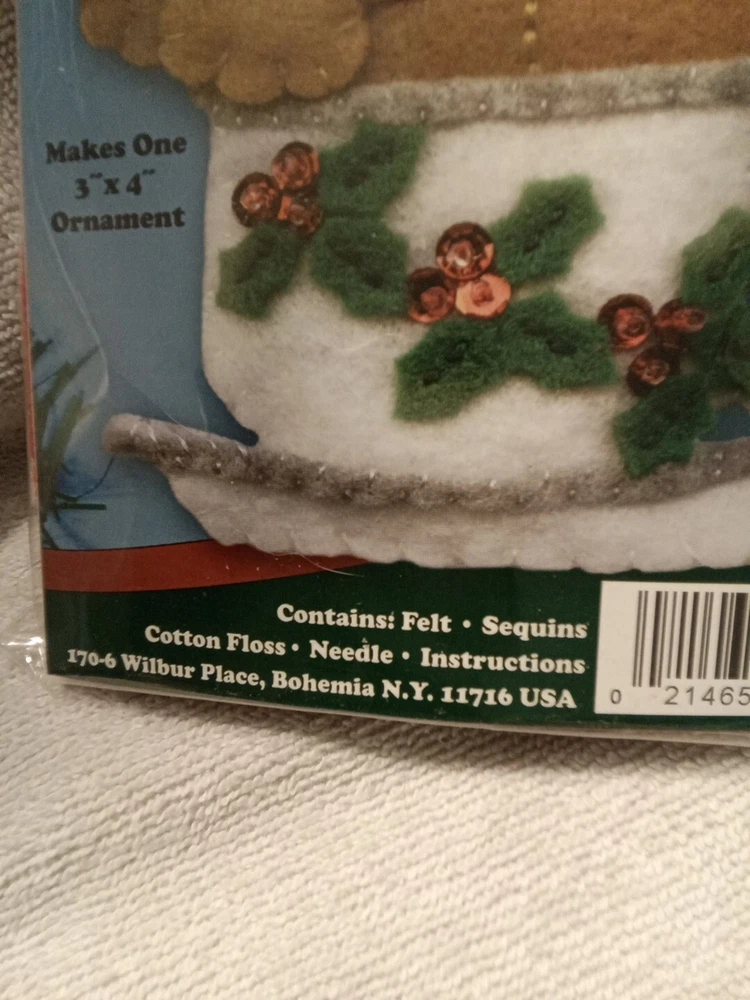 Makes One
3"x 4"
Ornament
Contains: Felt • Sequins
Cotton Floss • Needle • Instructions
170-6 Wilbur Place, Bohemia N.Y. 11716 USA
0 21465